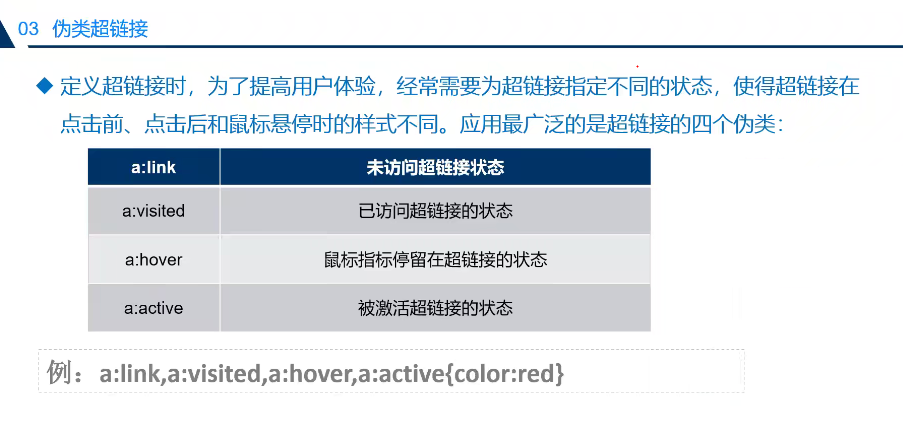 03 伪类超链接
定义超链接时，为了提高用户体验，经常需要为超链接指定不同的状态，使得超链接在
点击前、点击后和鼠标悬停时的样式不同。应用最广泛的是超链接的四个伪类：
a:link 未访问超链接状态
a:visited 已访问超链接的状态
a:hover 鼠标指标停留在超链接的状态
a:active 被激活超链接的状态
例：a:link,a:visited,a:hover,a:active{color:red}